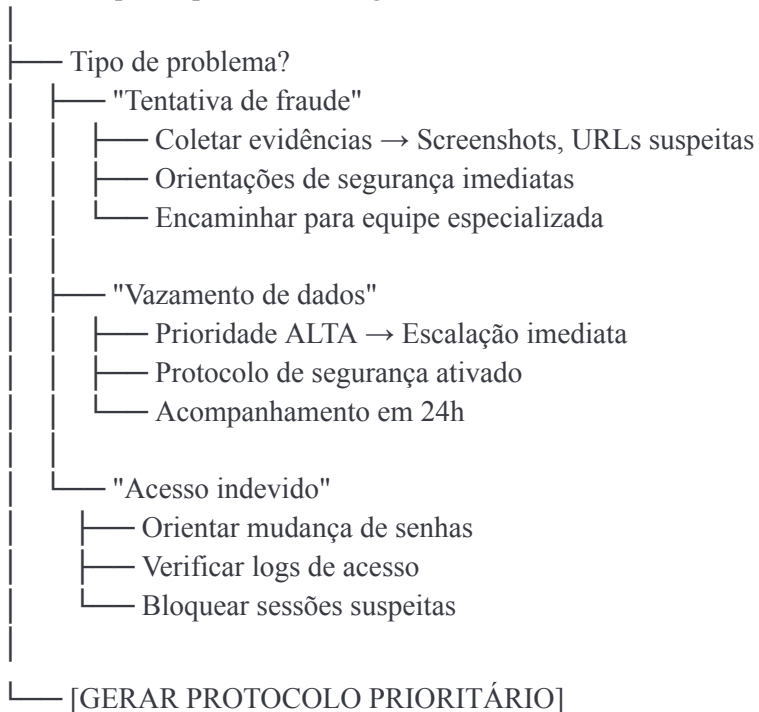 Tipo de problema?
"Tentativa de fraude"
Coletar evidências → Screenshots, URLs suspeitas
Orientações de segurança imediatas
Encaminhar para equipe especializada
"Vazamento de dados"
Prioridade ALTA → Escalação imediata
Protocolo de segurança ativado
Acompanhamento em 24h
"Acesso indevido"
Orientar mudança de senhas
Verificar logs de acesso
Bloquear sessões suspeitas
[GERAR PROTOCOLO PRIORITÁRIO]